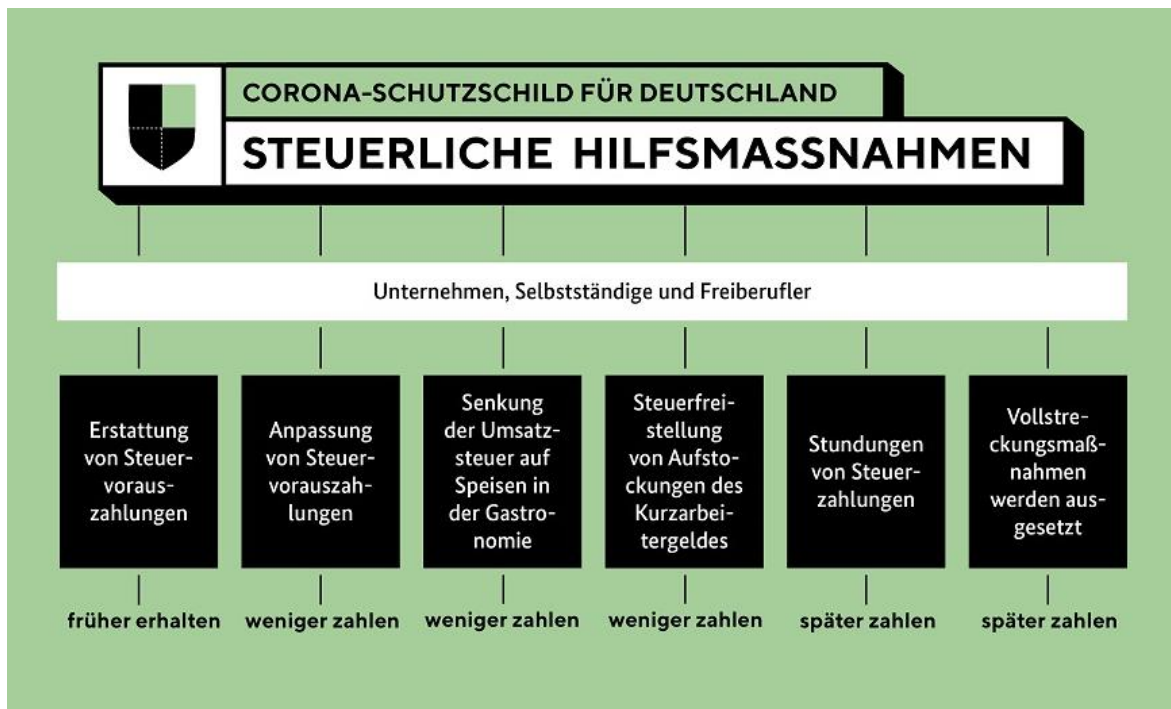 CORONA-SCHUTZSCHILD FÜR DEUTSCHLAND
STEUERLICHE HILFSMASSNAHMEN
Unternehmen, Selbstständige und Freiberufler
Erstattung
von Steuer-
voraus-
zahlungen
früher erhalten
Anpassung
von Steuer-
vorauszah-
lungen
weniger zahlen
Senkung
der Umsatz-
steuer auf
Speisen in
der Gastro-
nomie
weniger zahlen
Steuerfrei-
stellung
von Aufsto-
ckungen des
Kurzarbei-
tergeldes
weniger zahlen
Stundungen
von Steuer-
zahlungen
später zahlen
Vollstre-
ckungsmaß-
nahmen
werden aus-
gesetzt
später zahlen